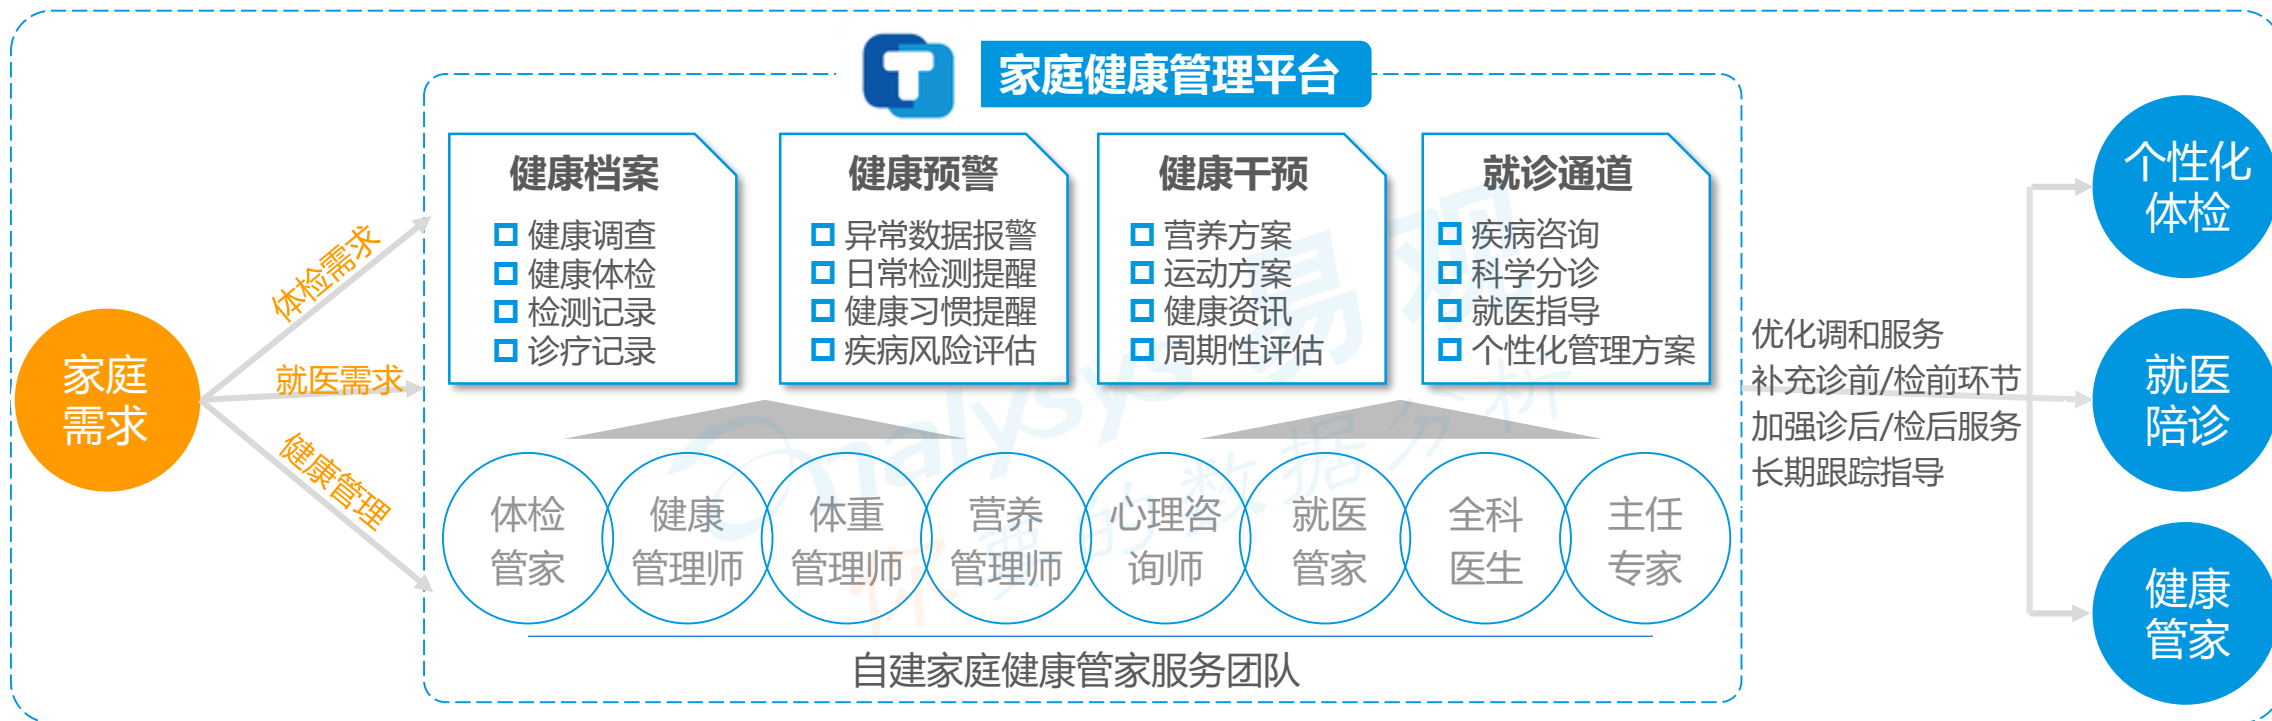 家庭健康管理平台
健康档案
健康调查
健康体检
检测记录
诊疗记录
健康预警
异常数据报警
日常检测提醒
健康习惯提醒
疾病风险评估
健康干预
营养方案
运动方案
健康资讯
周期性评估
就诊通道
疾病咨询
科学分诊
就医指导
个性化管理方案
家庭
需求
体检需求
就医需求
健康管理
体检
管家
健康
管理师
体重
管理师
营养
管理师
心理咨
询师
就医
管家
全科
医生
主任
专家
自建家庭健康管家服务团队
优化调和服务
补充诊前/检前环节
加强诊后/检后服务
长期跟踪指导
个性化
体检
就医
陪诊
健康
管家
analysys 易观
你要的数据分析